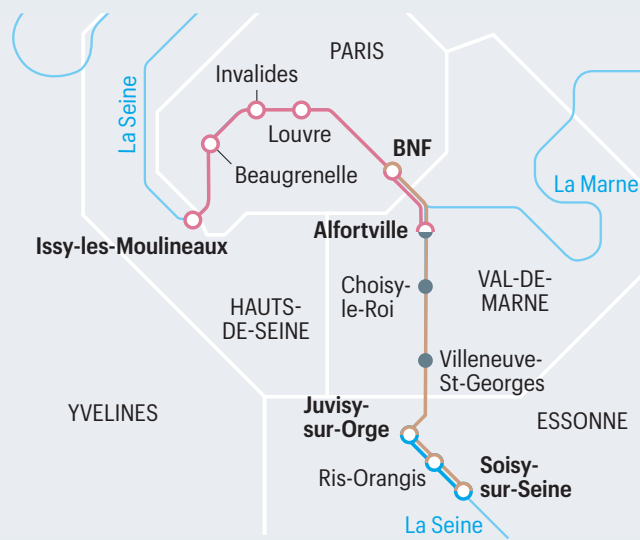 PARIS
Invalides
La Seine
Louvre
BNF
Beaugrenelle
La Marne
Alfortville
Issy-les-Moulineaux
Choisy-
le-Roi
VAL-DE-
MARNE
HAUTS-
DE-SEINE
Villeneuve-
St-Georges
YVELINES
Juvisy-
sur-Orge
ESSONNE
Ris-Orangis
Soisy-
sur-Seine
La Seine